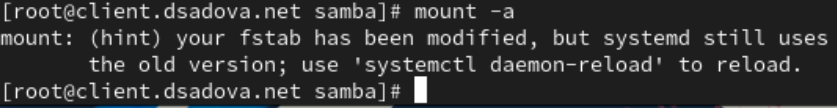 [root@client.dsadova.net samba]# mount -a
mount: (hint) your fstab has been modified, but systemd still uses
       the old version; use 'systemctl daemon-reload' to reload.
[root@client.dsadova.net samba]#